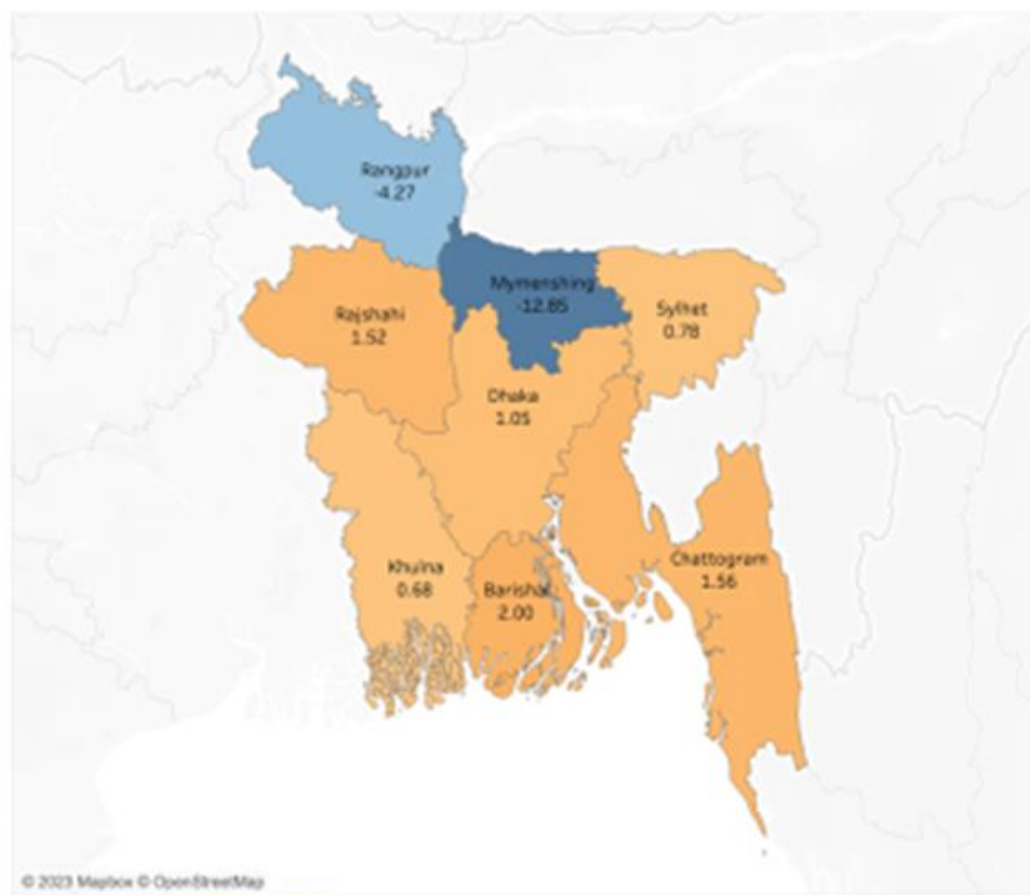 Rangpur
-4.27
Mymenshing
-12.85
Rajshahi
1.52
Sylhet
0.78
Dhaka
1.05
Chattogram
1.56
Khulna
0.68
Barishal
2.00
© 2023 Mapbox © OpenStreetMap